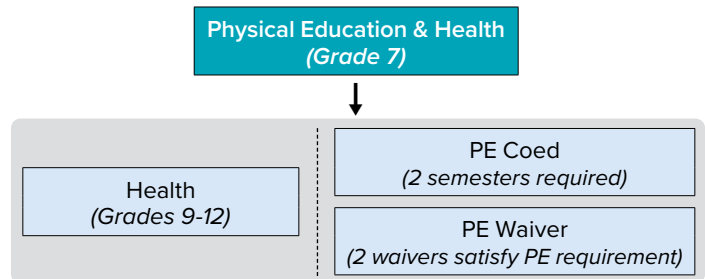 Physical Education & Health
(Grade 7)
Health
(Grades 9-12)
PE Coed
(2 semesters required)
PE Waiver
(2 waivers satisfy PE requirement)